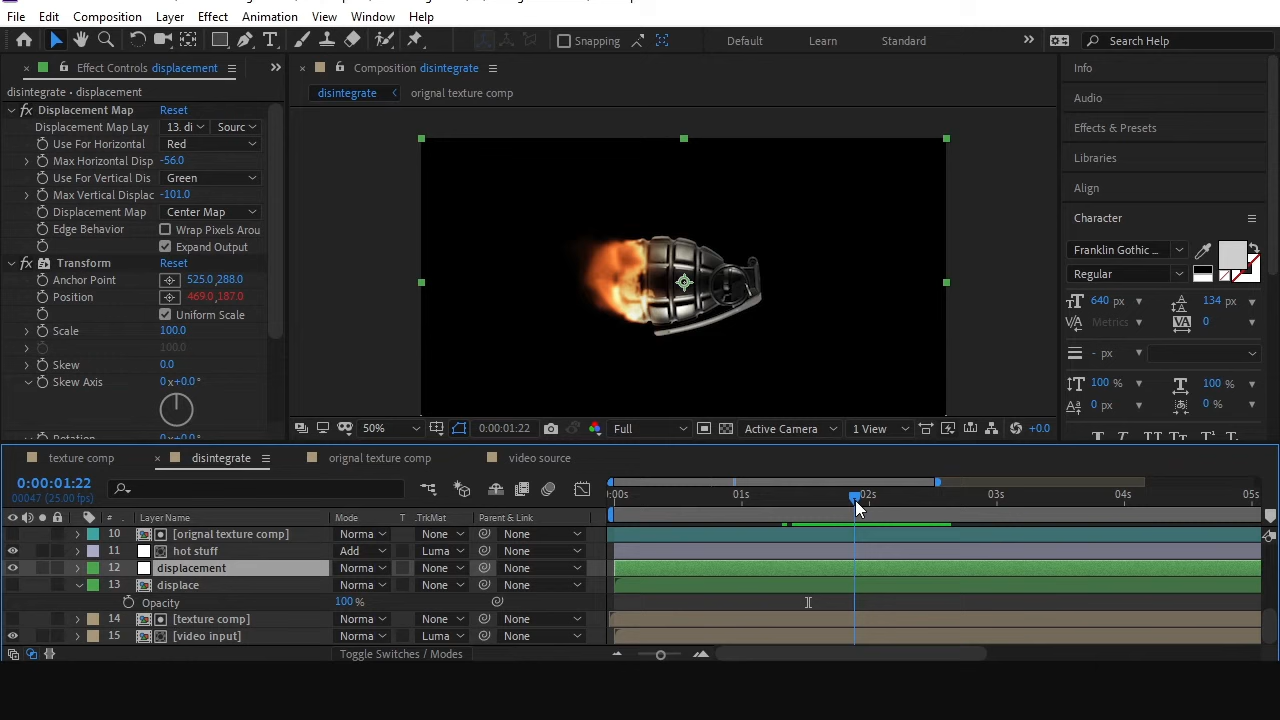 File Edit Composition Layer Effect Animation View Window Help
Snapping Default Learn Standard Search Help
Effect Controls displacement
Composition disintegrate
Info
disintegrate • displacement
disintegrate orignal texture comp
Audio
fx Displacement Map Reset
Displacement Map Lay 13. di Sourc
Effects & Presets
Use For Horizontal Red
Max Horizontal Disp -56.0
Libraries
Use For Vertical Dis Green
Max Vertical Displac -101.0
Align
Displacement Map Center Map
Character
Edge Behavior Wrap Pixels Arou
Expand Output
Franklin Gothic ...
fx Transform Reset
Regular
Anchor Point 525.0,288.0
Position 469.0,187.0
640 px 134 px
Uniform Scale
Metrics VA 0
Scale 100.0
100.0
- px
Skew 0.0
Skew Axis 0x+0.0°
100 % 100 %
0 px 0 %
Rotation 0x+0.0°
50% 0:00:01:22 Full Active Camera 1 View +0.0
T T TT Tr T T
texture comp disintegrate orignal texture comp video source
0:00:01:22
00047 (25.00 fps)
:00s 01s 02s 03s 04s 05s
# Layer Name Mode T .TrkMat Parent & Link
10 [orignal texture comp] Norma None None
11 hot stuff Add Luma None
12 displacement Norma None None
13 displace Norma None None
Opacity 100 %
14 [texture comp] Norma None None
15 [video input] Norma Luma None
Toggle Switches / Modes